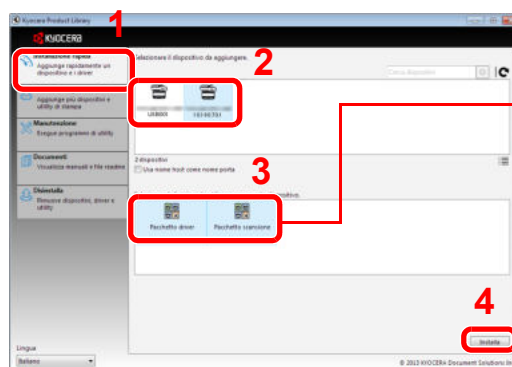 Kyocera Product Library
1
KYOCERA
Installazione rapida
Aggiunge rapidamente un
dispositivo e i driver
Selezionare il dispositivo da aggiungere.
2
Aggiunge più dispositivi e
utility di stampa
Manutenzione
Esegue programmi di utility
Documenti
Visualizza manuali e file readme
2 dispositivi
Usa nome host come nome porta
3
Disinstalla
Rimuove dispositivi, driver e
utility
Pacchetto driver
Pacchetto scansione
4
Installa
Lingua
Italiano
© 2013 KYOCERA Document Solutions In